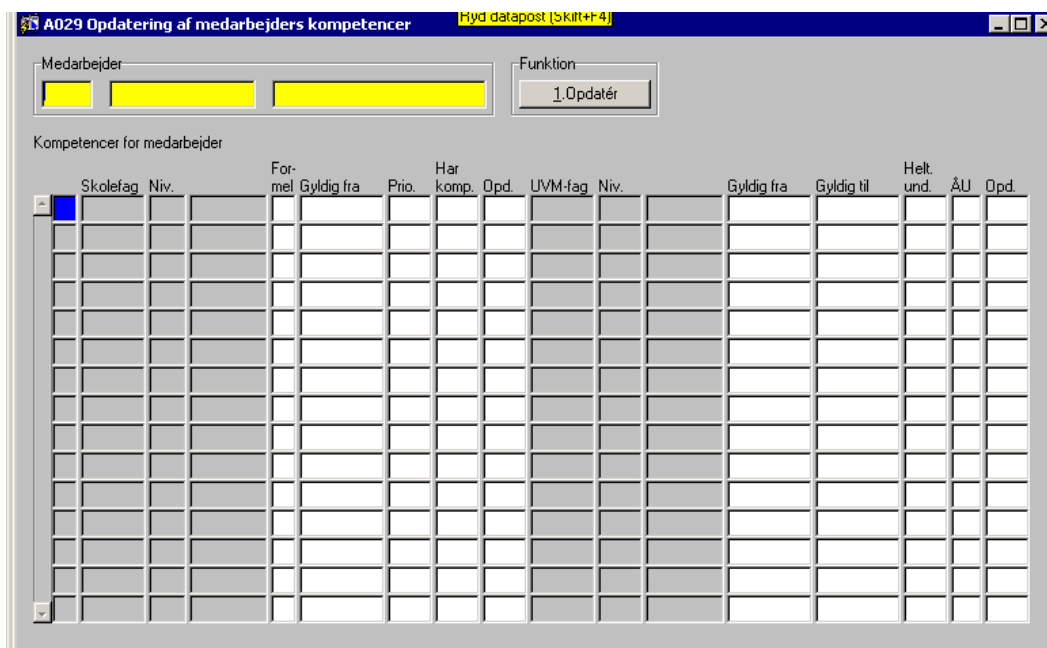 A029 Opdatering af medarbejders kompetencer
Ryd datapost (Skift+F4)
Medarbejder
Funktion
1.Opdatér
Kompetencer for medarbejder
Skolefag Niv. For-mel Gyldig fra Prio. Har komp. Opd. UVM-fag Niv. Gyldig fra Gyldig til Helt. und. ÅU Opd.